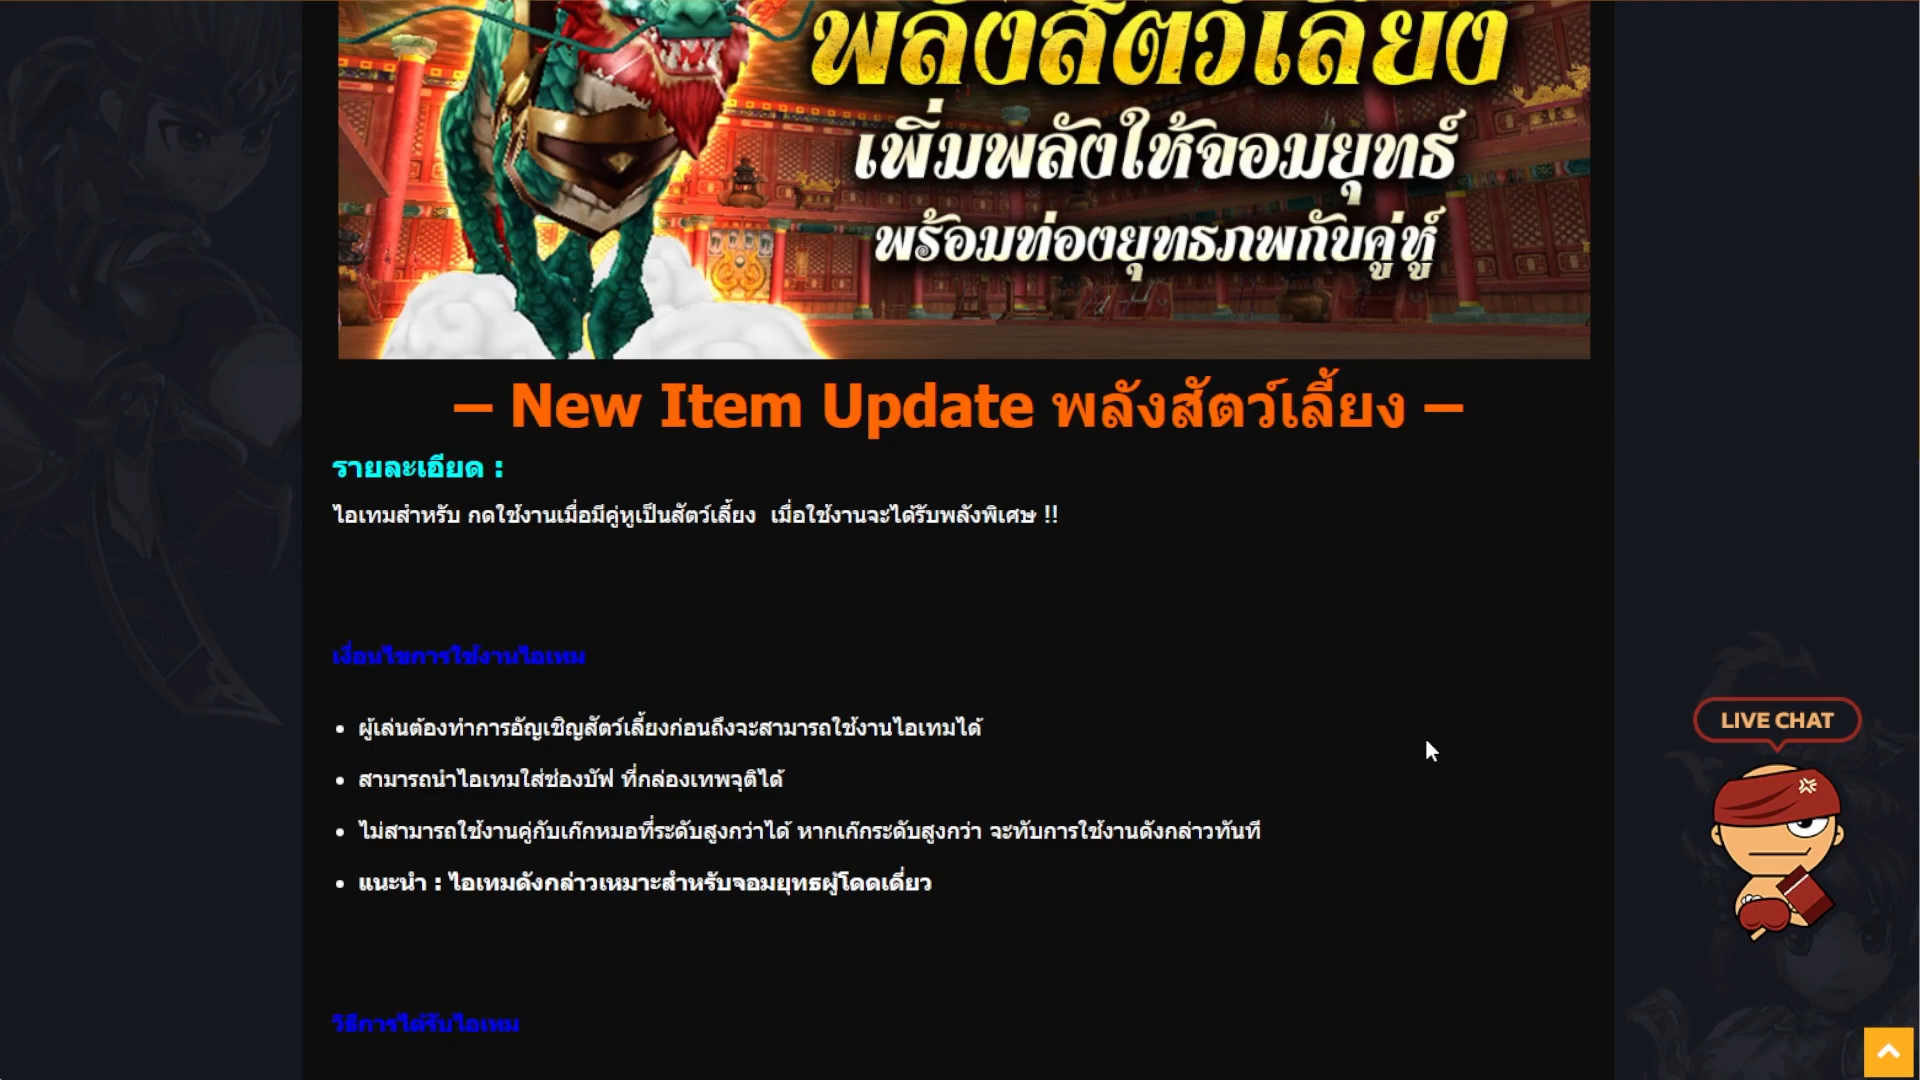 พลังสัตว์เลี้ยง
เพิ่มพลังให้จอมยุทธ์
พร้อมท่องยุทธภพกับคู่หู
– New Item Update พลังสัตว์เลี้ยง –
รายละเอียด :
ไอเทมสำหรับ กดใช้งานเมื่อมีคู่หูเป็นสัตว์เลี้ยง  เมื่อใช้งานจะได้รับพลังพิเศษ !!
เงื่อนไขการใช้งานไอเทม
• ผู้เล่นต้องทำการอัญเชิญสัตว์เลี้ยงก่อนถึงจะสามารถใช้งานไอเทมได้
• สามารถนำไอเทมใส่ช่องบัฟ ที่กล่องเทพจุติได้
• ไม่สามารถใช้งานคู่กับเก๊กหมอที่ระดับสูงกว่าได้ หากเก๊กระดับสูงกว่า จะทับการใช้งานดังกล่าวทันที
• แนะนำ : ไอเทมดังกล่าวเหมาะสำหรับจอมยุทธผู้โดดเดี่ยว
วิธีการได้รับไอเทม
LIVE CHAT